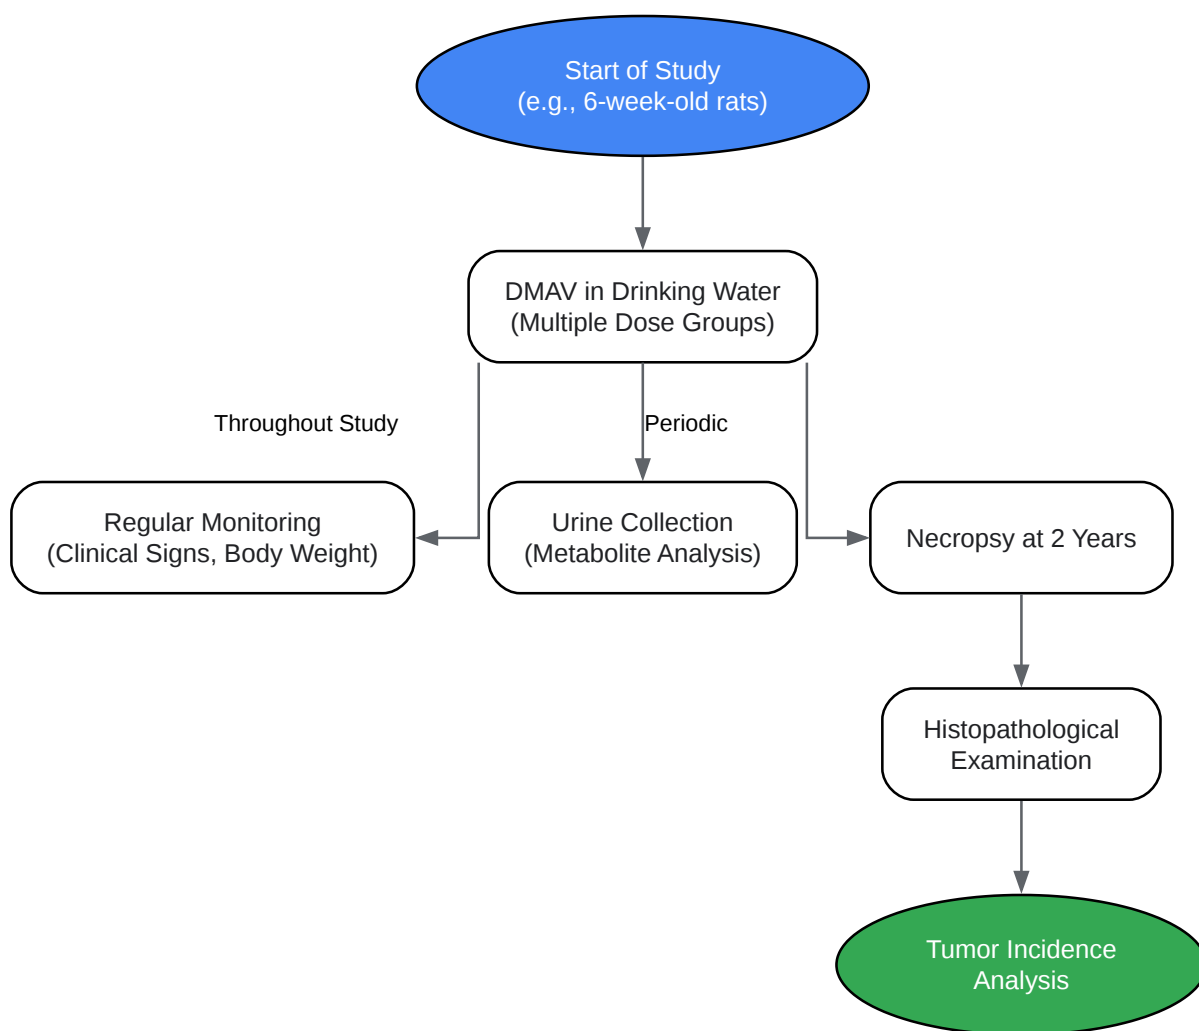 Start of Study
(e.g., 6-week-old rats)
DMAV in Drinking Water
(Multiple Dose Groups)
Throughout Study
Periodic
Regular Monitoring
(Clinical Signs, Body Weight)
Urine Collection
(Metabolite Analysis)
Necropsy at 2 Years
Histopathological
Examination
Tumor Incidence
Analysis